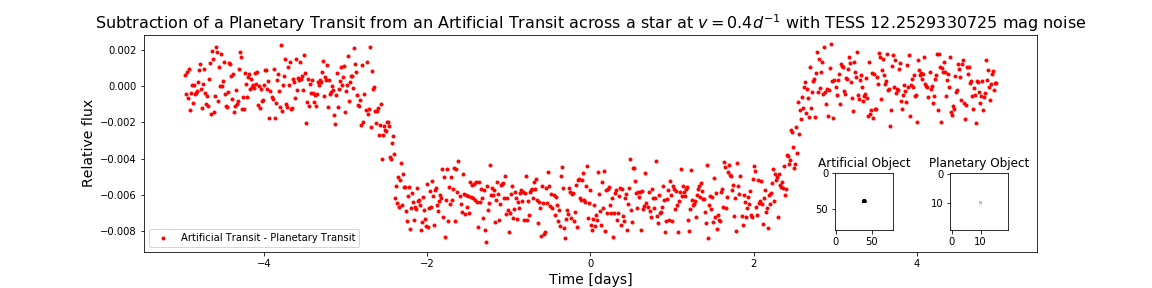 Subtraction of a Planetary Transit from an Artificial Transit across a star at v = 0.4d⁻¹ with TESS 12.2529330725 mag noise
0.002
0.000
−0.002
−0.004
−0.006
−0.008
Relative flux
Artificial Transit - Planetary Transit
Artificial Object
0
50
0 50
Planetary Object
0
10
0 10
−4 −2 0 2 4
Time [days]